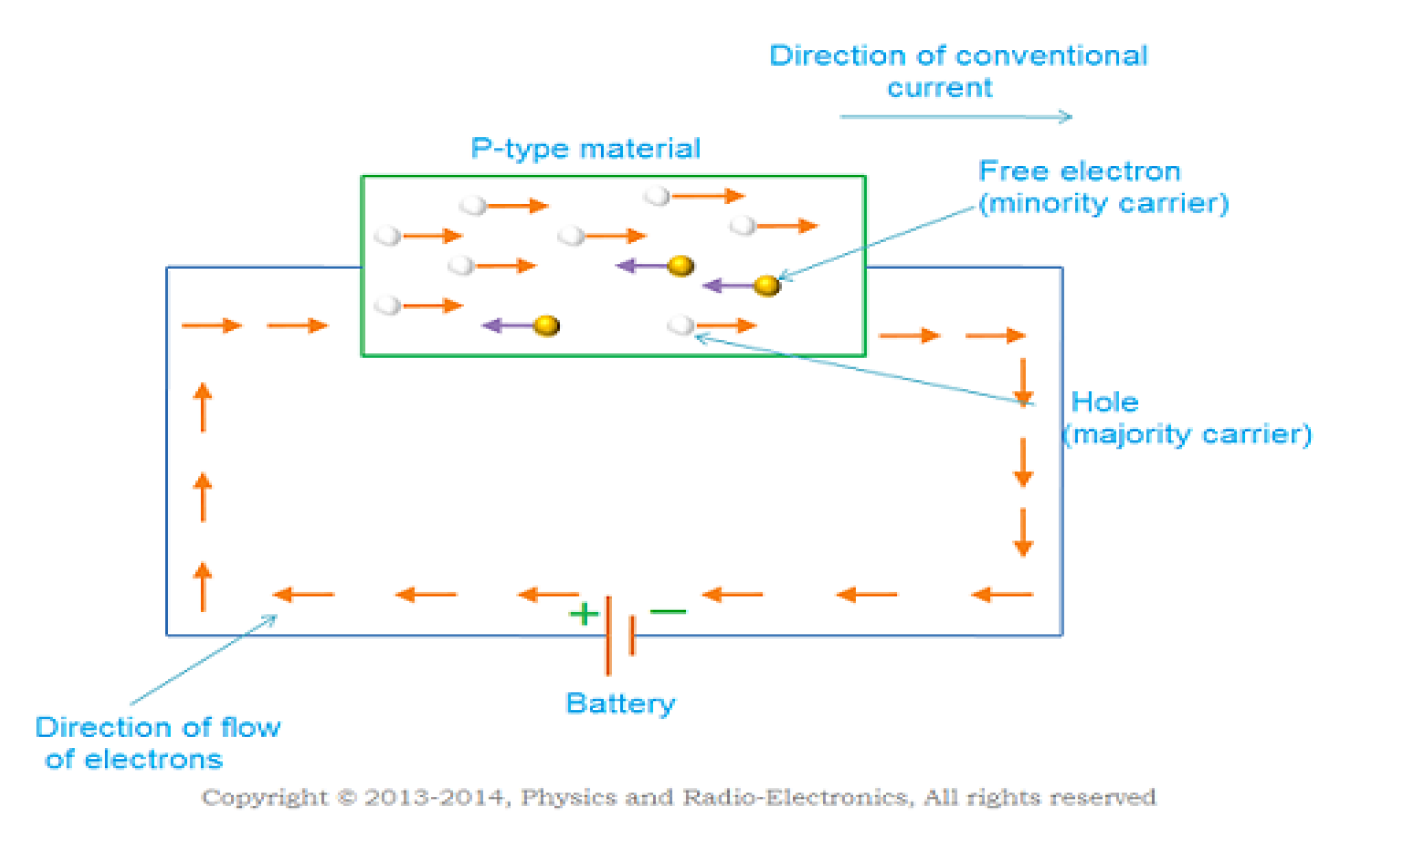 Direction of conventional
current
P-type material
Free electron
(minority carrier)
Hole
(majority carrier)
+ −
Battery
Direction of flow
of electrons
Copyright © 2013-2014, Physics and Radio-Electronics, All rights reserved